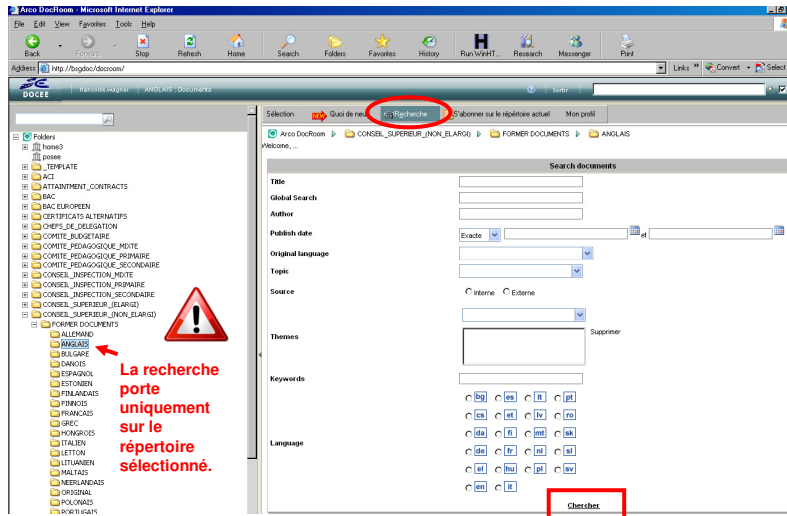 Arco DocRoom - Microsoft Internet Explorer
File Edit View Favorites Tools Help
Back Forward Stop Refresh Home Search Folders Favorites History Run WinHT... Research Messenger Print
Address http://bsgdoc/docroom/ Links » Convert Select
DOCEE francoise.wagner ANGLAIS : Documents Sortir
Sélection NEW Quoi de neu Recherche S'abonner sur le répértoire actuel Mon profil
Arco DocRoom CONSEIL_SUPERIEUR_(NON_ELARGI) FORMER DOCUMENTS ANGLAIS
Welcome, ...
Folders
home3
posee
_TEMPLATE
ACI
ATTAINTMENT_CONTRACTS
BAC
BAC EUROPEEN
CERTIFICATS ALTERNATIFS
CHEFS_DE_DELEGATION
COMITE_BUDGETAIRE
COMITE_PEDAGOGIQUE_MIXTE
COMITE_PEDAGOGIQUE_PRIMAIRE
COMITE_PEDAGOGIQUE_SECONDAIRE
CONSEIL_INSPECTION_MIXTE
CONSEIL_INSPECTION_PRIMAIRE
CONSEIL_INSPECTION_SECONDAIRE
CONSEIL_SUPERIEUR_(ELARGI)
CONSEIL_SUPERIEUR_(NON_ELARGI)
FORMER DOCUMENTS
ALLEMAND
ANGLAIS
BULGARE
DANOIS
ESPAGNOL
ESTONIEN
FINLANDAIS
FINNOIS
FRANCAIS
GREC
HONGROIS
ITALIEN
LETTON
LITUANIEN
MALTAIS
NEERLANDAIS
ORIGINAL
POLONAIS
PORTUGAIS
La recherche
porte
uniquement
sur le
répertoire
sélectionné.
Search documents
Title
Global Search
Author
Publish date Exacte et
Original language
Topic
Source Interne Externe
Themes Supprimer
Keywords
Language
bg es lt pt
cs et lv ro
da fi mt sk
de fr nl sl
el hu pl sv
en it
Chercher